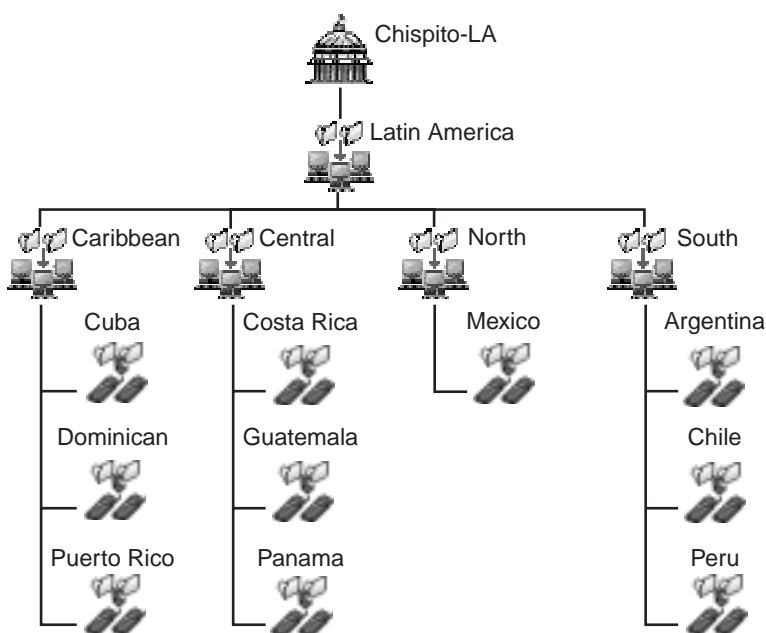 Chispito-LA
Latin America
Caribbean
Central
North
South
Cuba
Costa Rica
Mexico
Argentina
Dominican
Guatemala
Chile
Puerto Rico
Panama
Peru